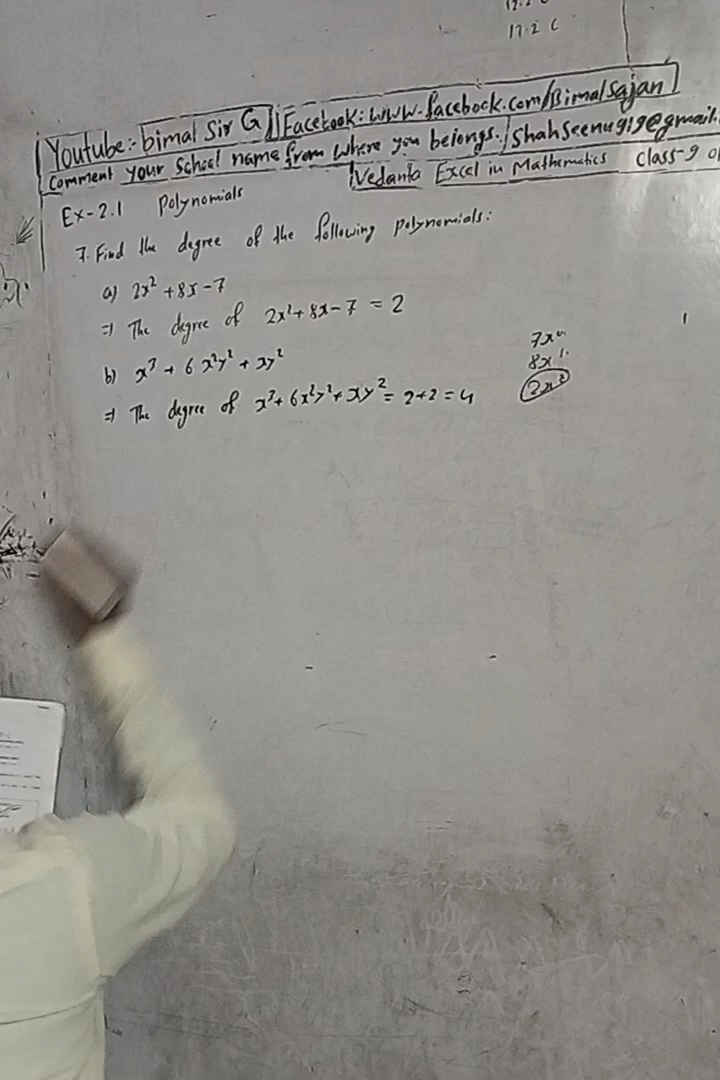 17.2 C
Youtube:- bimal Sir G || Facebook: www.facebook.com/Bimalsajan
Comment your School name from where you belongs. / Shahseenu919@gmail.
Vedanta Excel in Mathematics Class-9 o
Ex-2.1 Polynomials
7. Find the degree of the following polynomials:
a) 2x² + 8x - 7
⇒ The degree of 2x² + 8x - 7 = 2
b) x³ + 6x²y² + xy²
⇒ The degree of x³ + 6x²y² + xy² = 2+2 = 4
7x⁰
8x¹
2x²